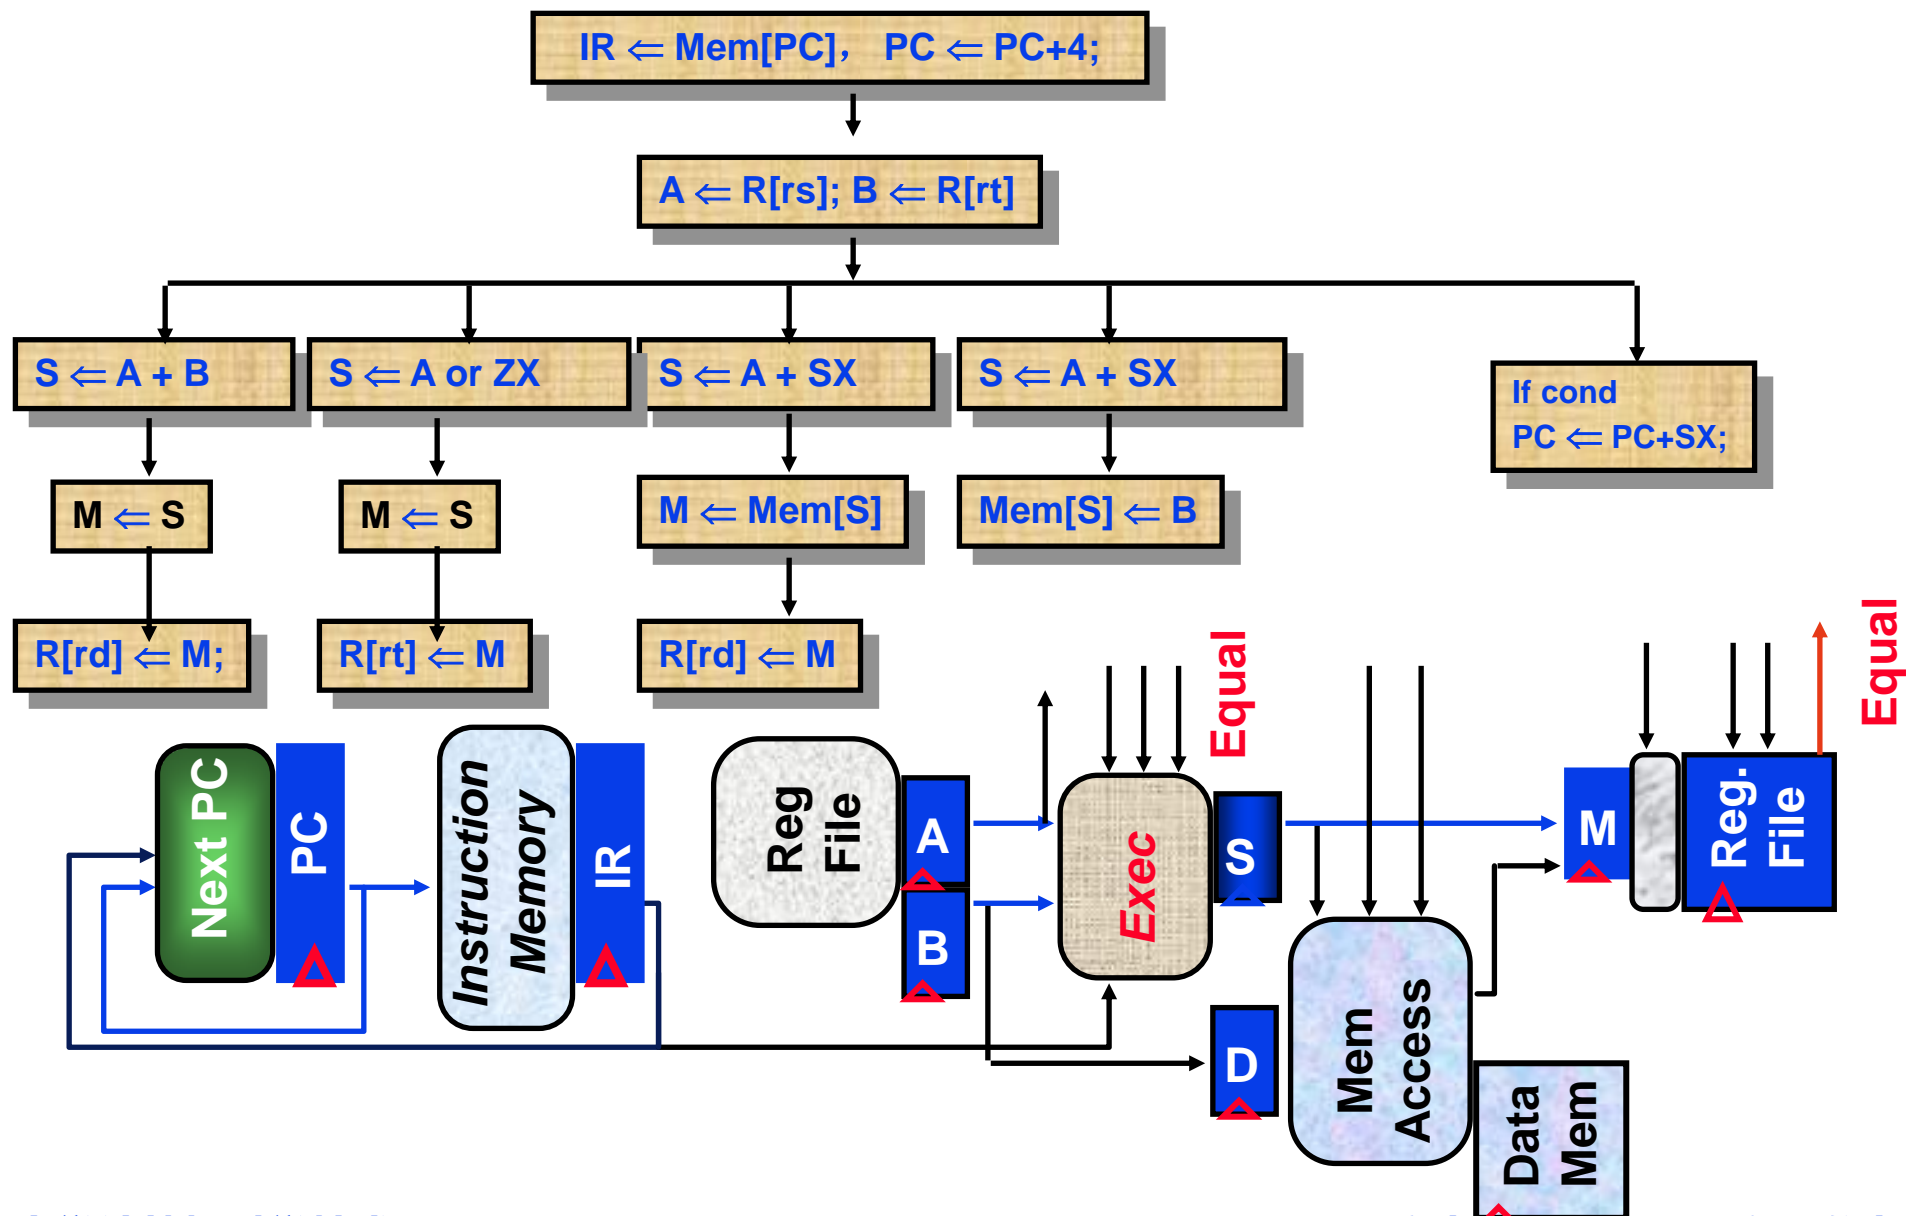 IR ⇐ Mem[PC], PC ⇐ PC+4;
A ⇐ R[rs]; B ⇐ R[rt]
S ⇐ A + B
S ⇐ A or ZX
S ⇐ A + SX
S ⇐ A + SX
If cond
PC ⇐ PC+SX;
M ⇐ S
M ⇐ S
M ⇐ Mem[S]
Mem[S] ⇐ B
R[rd] ⇐ M;
R[rt] ⇐ M
R[rd] ⇐ M
Next PC
PC
Instruction
Memory
IR
Reg
File
A
B
Exec
Equal
S
D
Mem
Access
Data
Mem
M
Reg.
File
Equal